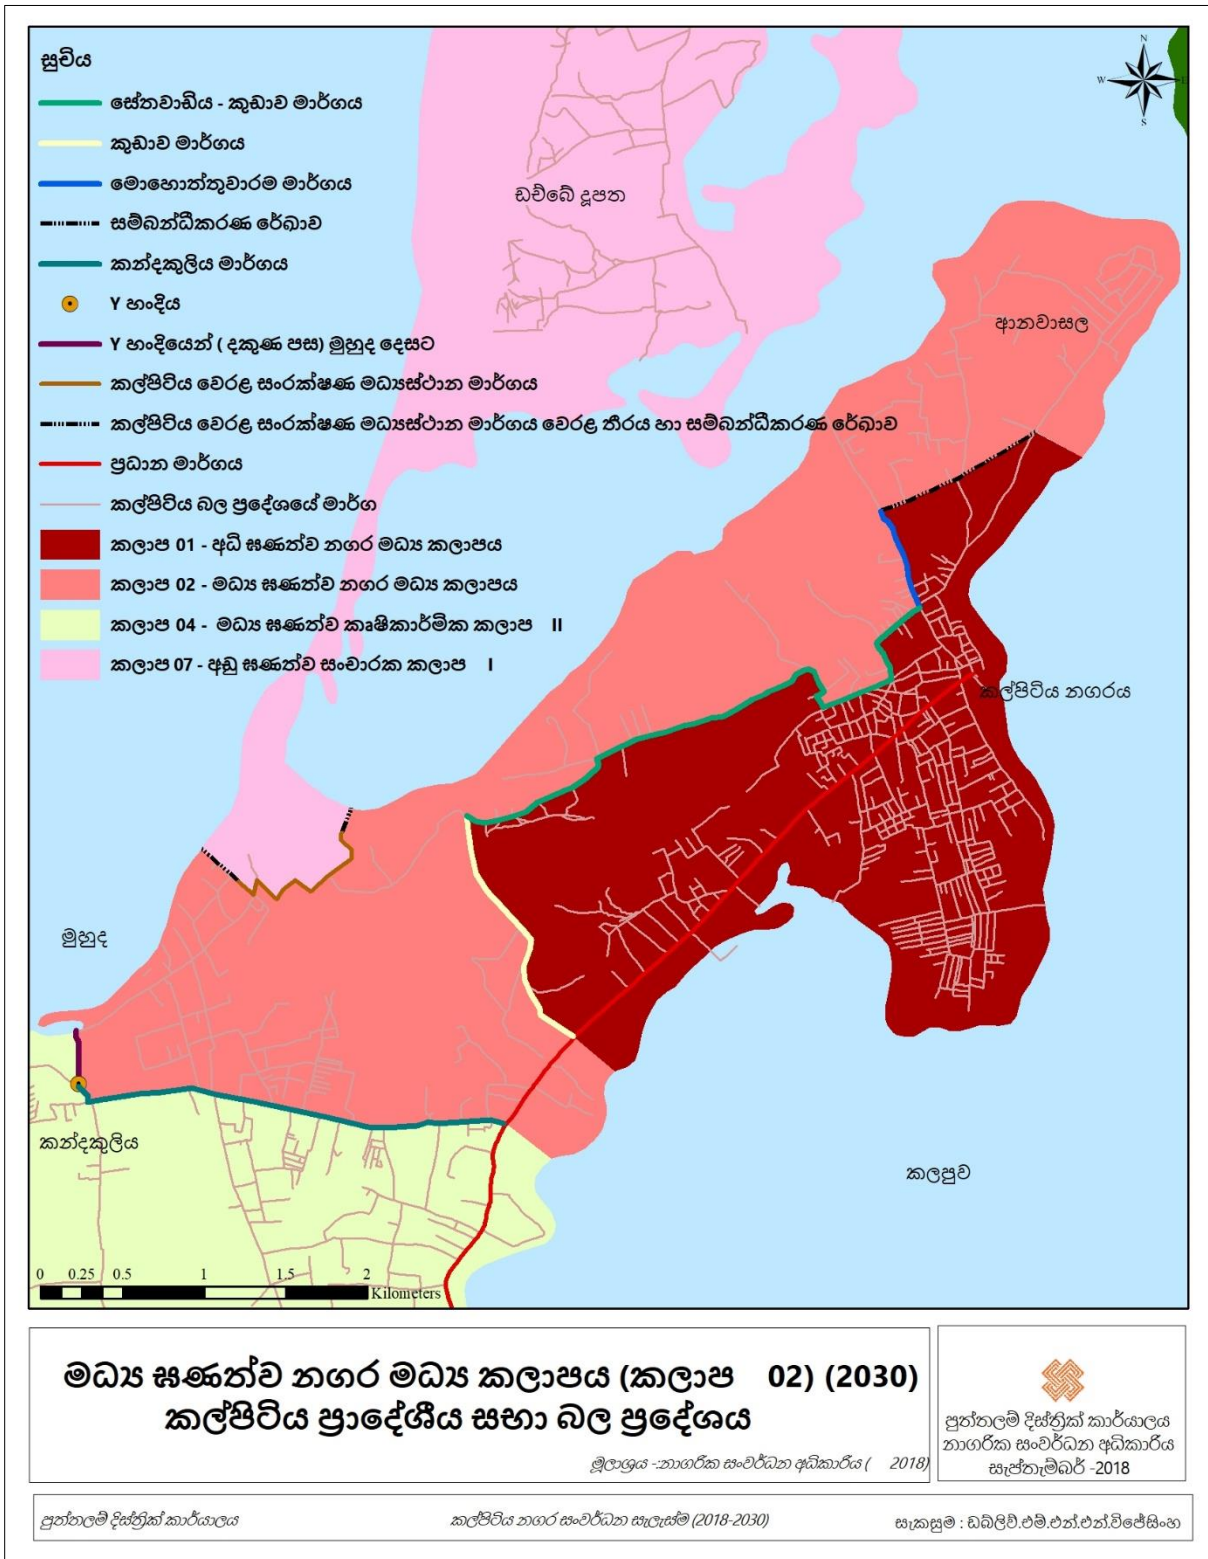 සුචිය
සේතවාඩිය - කුඩාව මාර්ගය
කුඩාව මාර්ගය
මොහොත්තුවාරම මාර්ගය
සම්බන්ධීකරණ රේඛාව
කන්දකුලිය මාර්ගය
Y හංදිය
Y හංදියෙන් ( දකුණ පස) මුහුද දෙසට
කල්පිටිය වෙරළ සංරක්ෂණ මධ්‍යස්ථාන මාර්ගය
කල්පිටිය වෙරළ සංරක්ෂණ මධ්‍යස්ථාන මාර්ගය වෙරළ තීරය හා සම්බන්ධීකරණ රේඛාව
ප්‍රධාන මාර්ගය
කල්පිටිය බල ප්‍රදේශයේ මාර්ග
කලාප 01 - අධි ඝණත්ව නගර මධ්‍ය කලාපය
කලාප 02 - මධ්‍ය ඝණත්ව නගර මධ්‍ය කලාපය
කලාප 04 - මධ්‍ය ඝණත්ව කෘෂිකාර්මික කලාප II
කලාප 07 - අඩු ඝණත්ව සංචාරක කලාප I
N
W
E
S
ඩච්බේ දූපත
ආනවාසල
කල්පිටිය නගරය
මුහුද
කන්දකුලිය
කලපුව
0 0.25 0.5 1 1.5 2
Kilometers
මධ්‍ය ඝණත්ව නගර මධ්‍ය කලාපය (කලාප 02) (2030)
කල්පිටිය ප්‍රාදේශීය සභා බල ප්‍රදේශය
මූලාශ්‍රය -:නාගරික සංවර්ධන අධිකාරිය ( 2018)
පුත්තලම් දිස්ත්‍රික් කාර්යාලය
නාගරික සංවර්ධන අධිකාරිය
සැප්තැම්බර් -2018
පුත්තලම් දිස්ත්‍රික් කාර්යාලය
කල්පිටිය නගර සංවර්ධන සැලැස්ම (2018-2030)
සැකසුම : ඩබ්ලිව්.එම්.එන්.එන්.විජේසිංහ